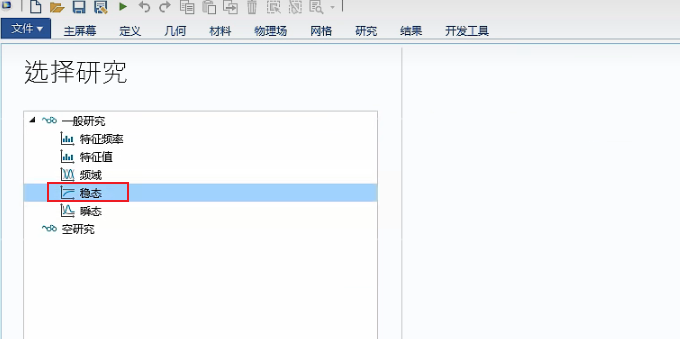 文件 主屏幕 定义 几何 材料 物理场 网格 研究 结果 开发工具
选择研究
一般研究
特征频率
特征值
频域
稳态
瞬态
空研究